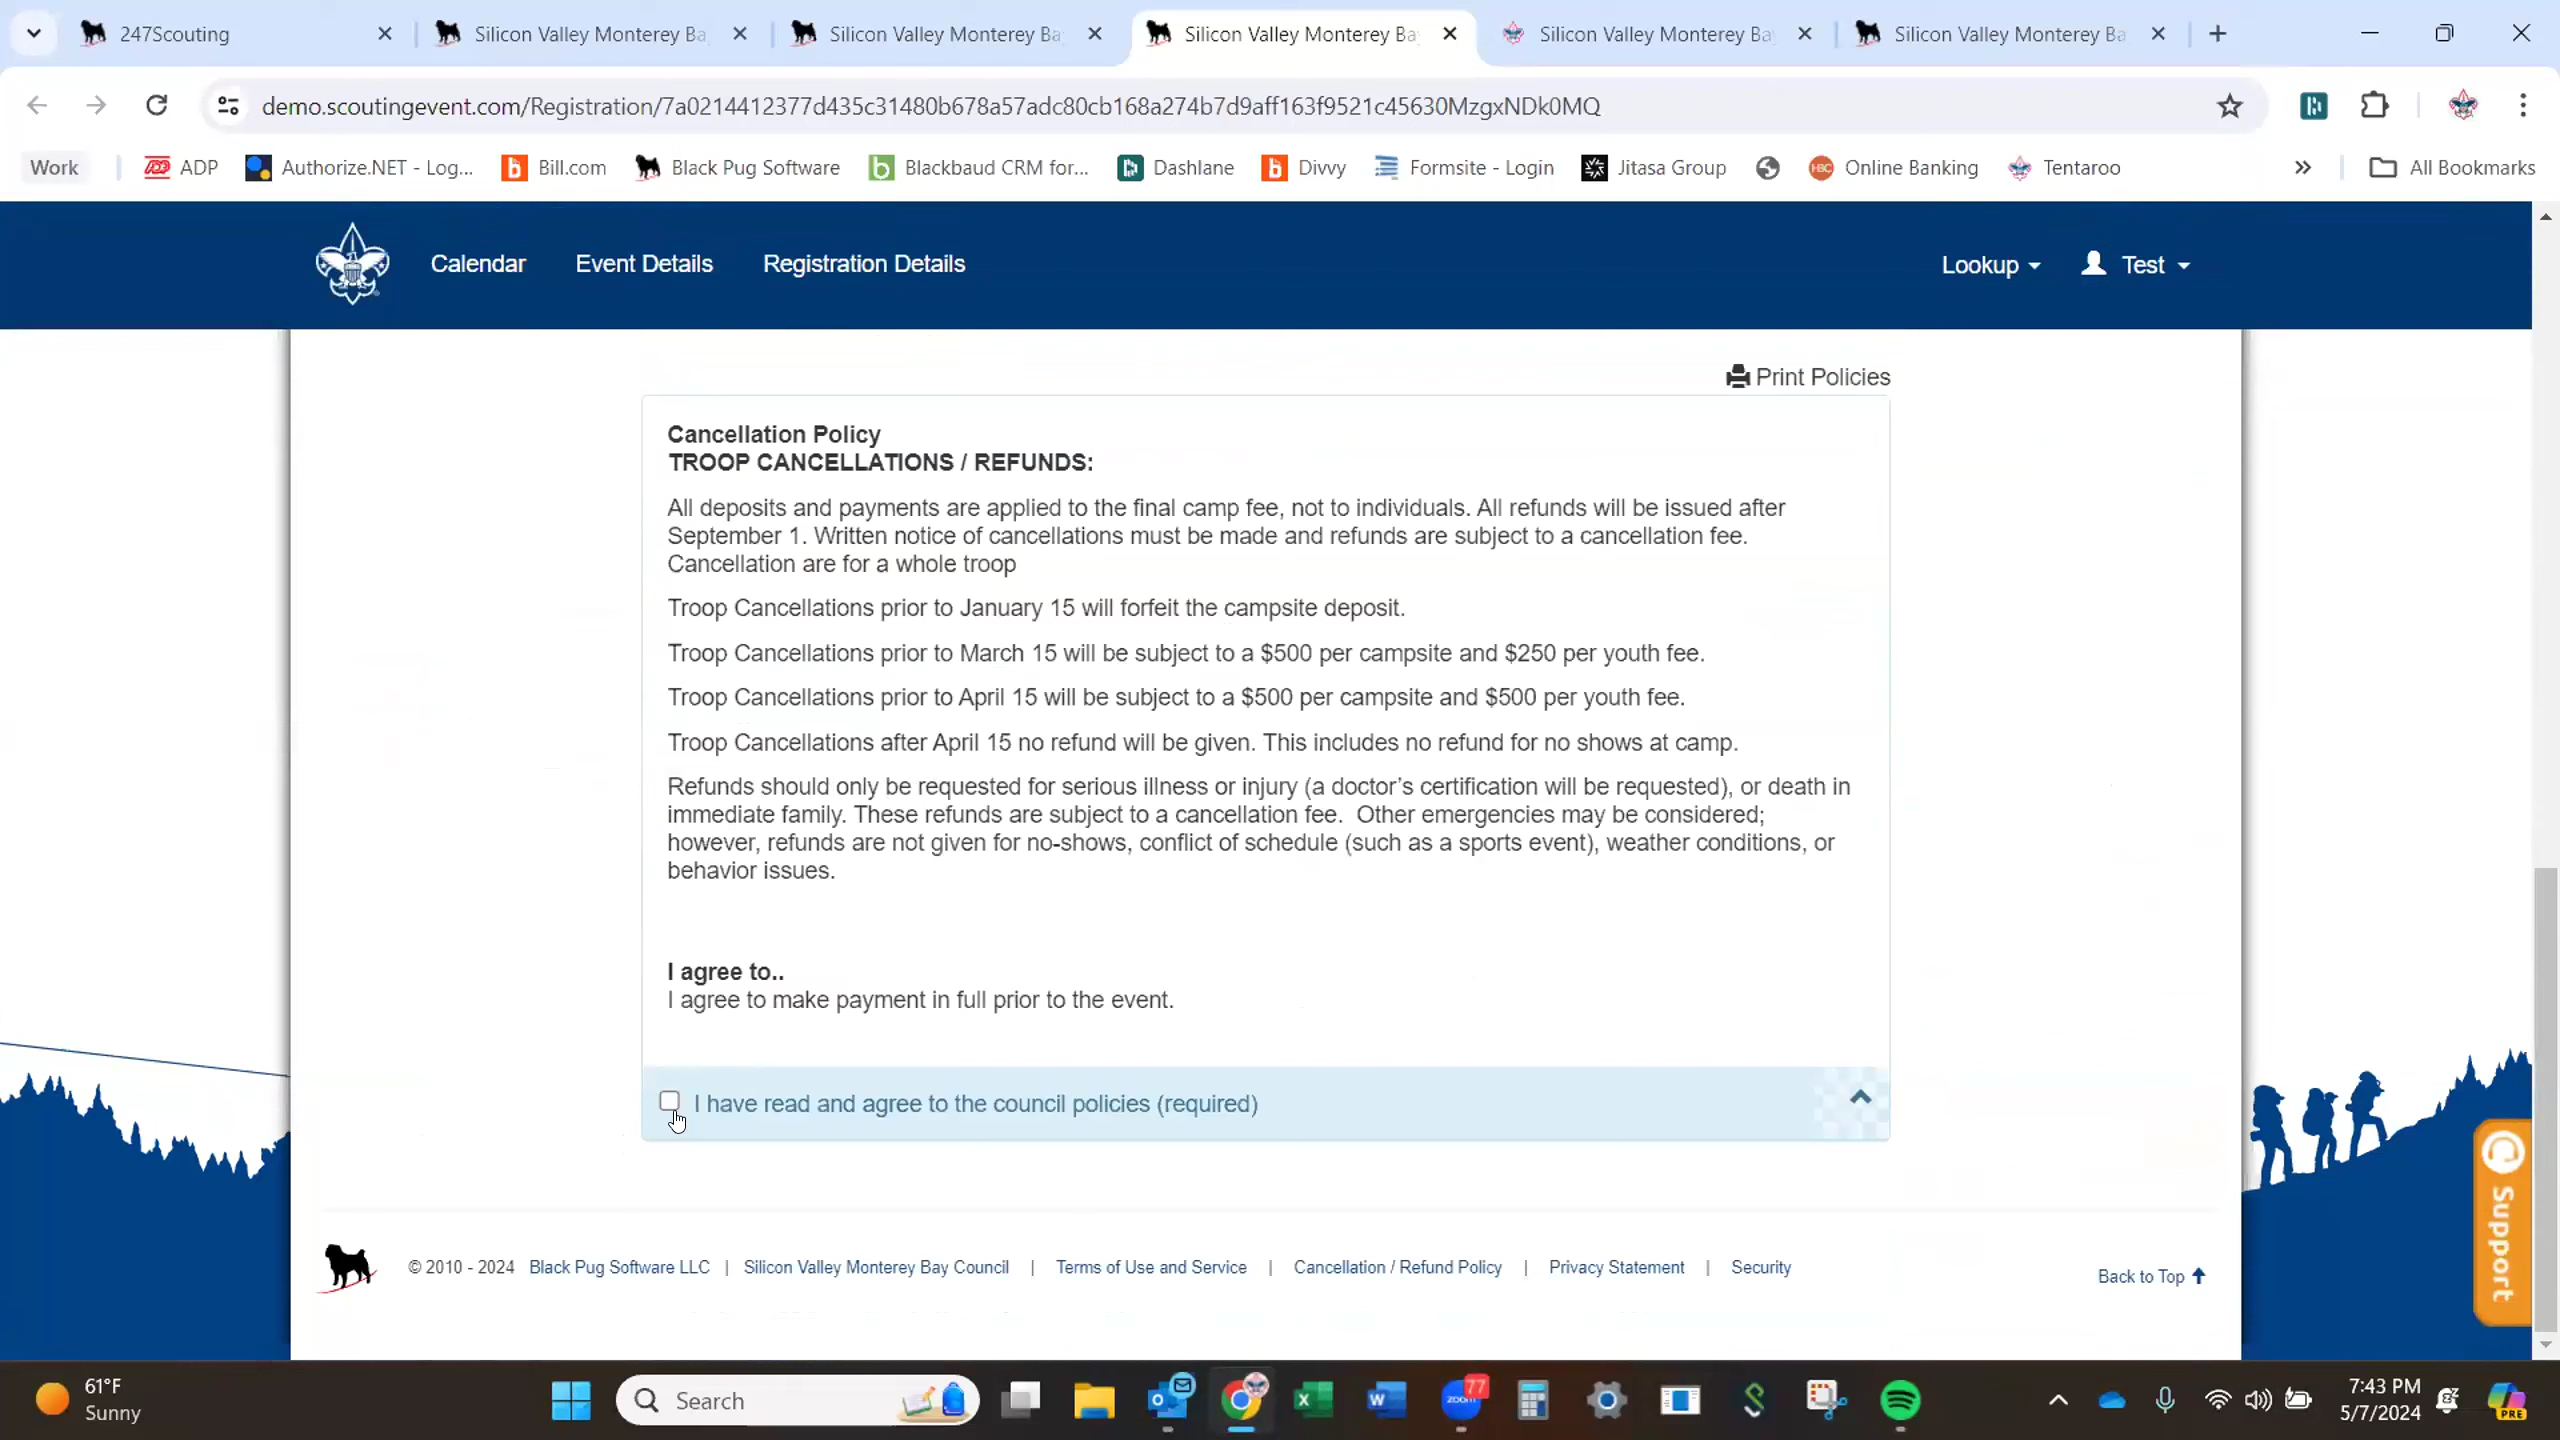 247Scouting
Silicon Valley Monterey Ba
Silicon Valley Monterey Ba
Silicon Valley Monterey Ba
Silicon Valley Monterey Ba
Silicon Valley Monterey Ba
demo.scoutingevent.com/Registration/7a0214412377d435c31480b678a57adc80cb168a274b7d9aff163f9521c45630MzgxNDk0MQ
Work
ADP
Authorize.NET - Log...
Bill.com
Black Pug Software
Blackbaud CRM for...
Dashlane
Divvy
Formsite - Login
Jitasa Group
HBC
Online Banking
Tentaroo
All Bookmarks
Calendar
Event Details
Registration Details
Lookup
Test
Print Policies
Cancellation Policy
TROOP CANCELLATIONS / REFUNDS:
All deposits and payments are applied to the final camp fee, not to individuals. All refunds will be issued after
September 1. Written notice of cancellations must be made and refunds are subject to a cancellation fee.
Cancellation are for a whole troop
Troop Cancellations prior to January 15 will forfeit the campsite deposit.
Troop Cancellations prior to March 15 will be subject to a $500 per campsite and $250 per youth fee.
Troop Cancellations prior to April 15 will be subject to a $500 per campsite and $500 per youth fee.
Troop Cancellations after April 15 no refund will be given. This includes no refund for no shows at camp.
Refunds should only be requested for serious illness or injury (a doctor's certification will be requested), or death in
immediate family. These refunds are subject to a cancellation fee.  Other emergencies may be considered;
however, refunds are not given for no-shows, conflict of schedule (such as a sports event), weather conditions, or
behavior issues.
I agree to..
I agree to make payment in full prior to the event.
I have read and agree to the council policies (required)
Support
© 2010 - 2024 Black Pug Software LLC | Silicon Valley Monterey Bay Council | Terms of Use and Service | Cancellation / Refund Policy | Privacy Statement | Security
Back to Top
61°F
Sunny
Search
zoom
77
PRE
7:43 PM
5/7/2024